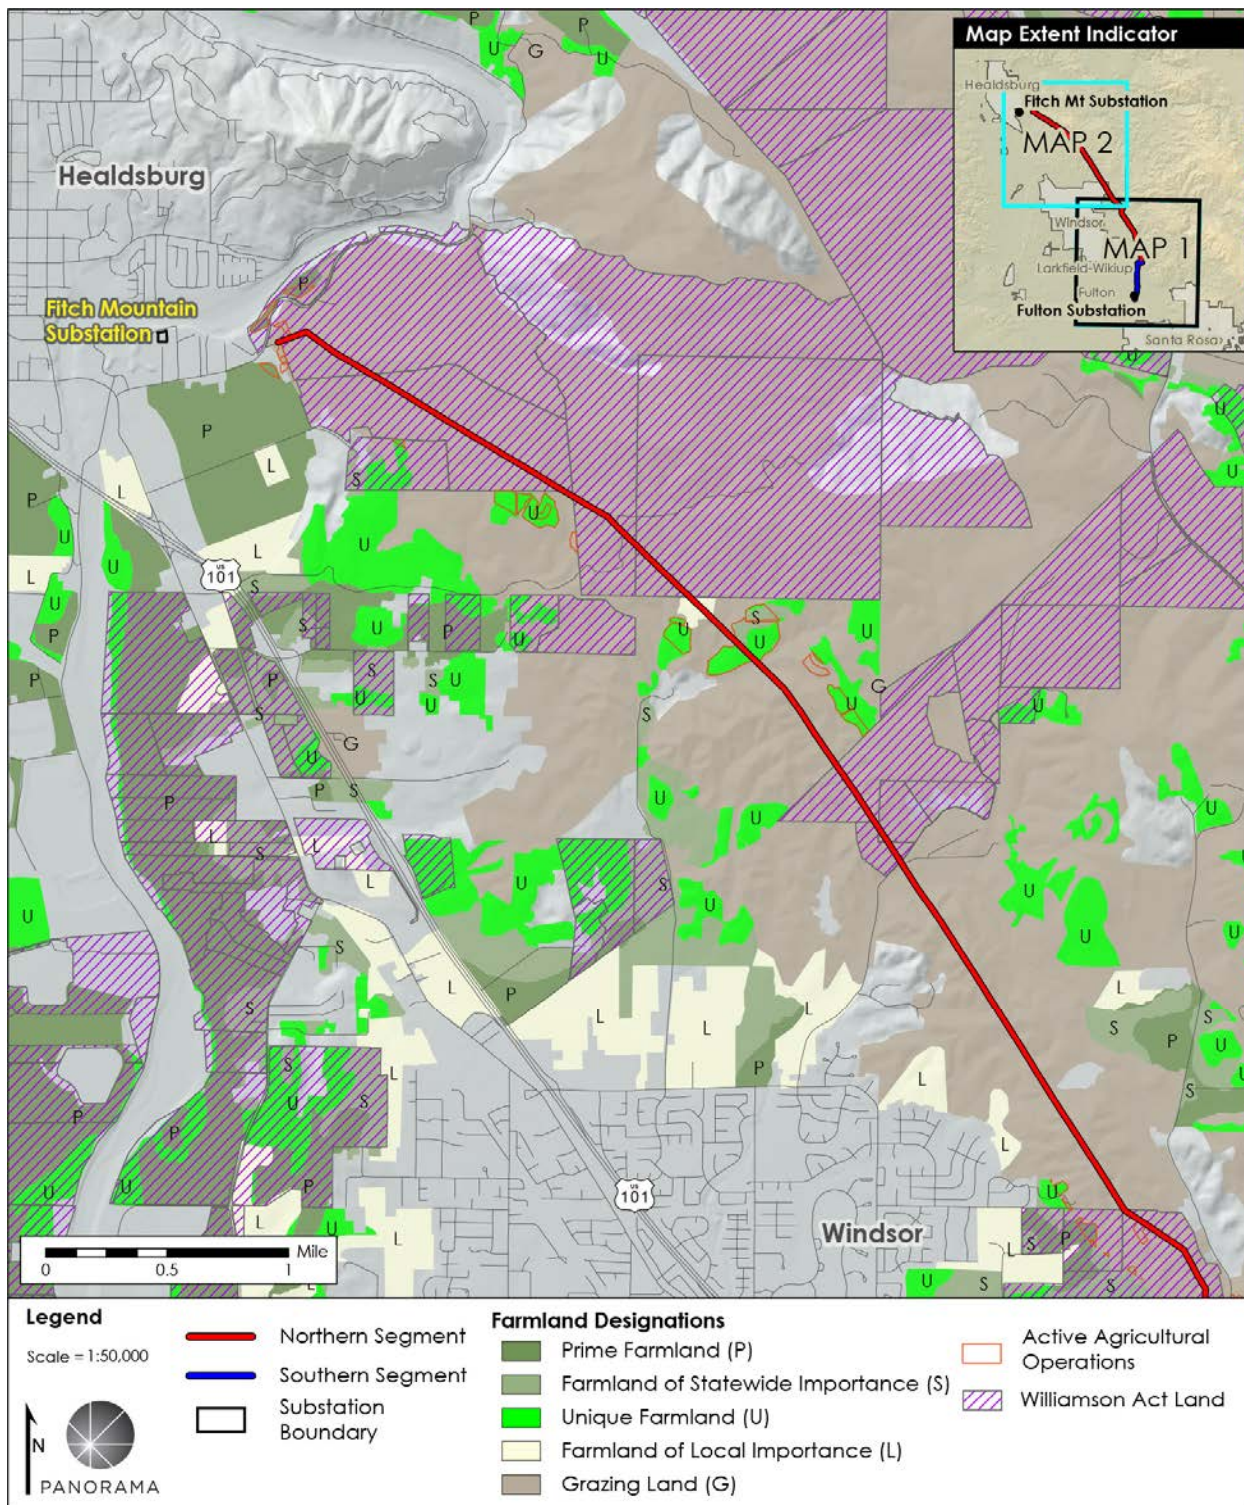 Map Extent Indicator
Healdsburg
Fitch Mt Substation
MAP 2
Windsor
MAP 1
Larkfield-Wikiup
Fulton
Fulton Substation
Santa Rosa
P
U
G
P
U
Healdsburg
Fitch Mountain
Substation
P
U
U
U
P
L
S
P
L
U
U
U
L
L
US
101
S
U
P
S
U
P
U
U
S
U
U
S
P
S
S
U
U
U
G
S
U
G
U
U
P
S
P
U
U
U
L
S
L
S
U
U
U
U
U
U
S
L
P
L
L
L
L
S
P
S
U
S
U
P
L
P
S
U
S
L
L
U
P
U
P
US
101
U
Windsor
L
U
L
L
S
P
S
U
S
L
Mile
0
0.5
1
Legend
Scale = 1:50,000
Northern Segment
Southern Segment
Substation
Boundary
N
PANORAMA
Farmland Designations
Prime Farmland (P)
Farmland of Statewide Importance (S)
Unique Farmland (U)
Farmland of Local Importance (L)
Grazing Land (G)
Active Agricultural
Operations
Williamson Act Land